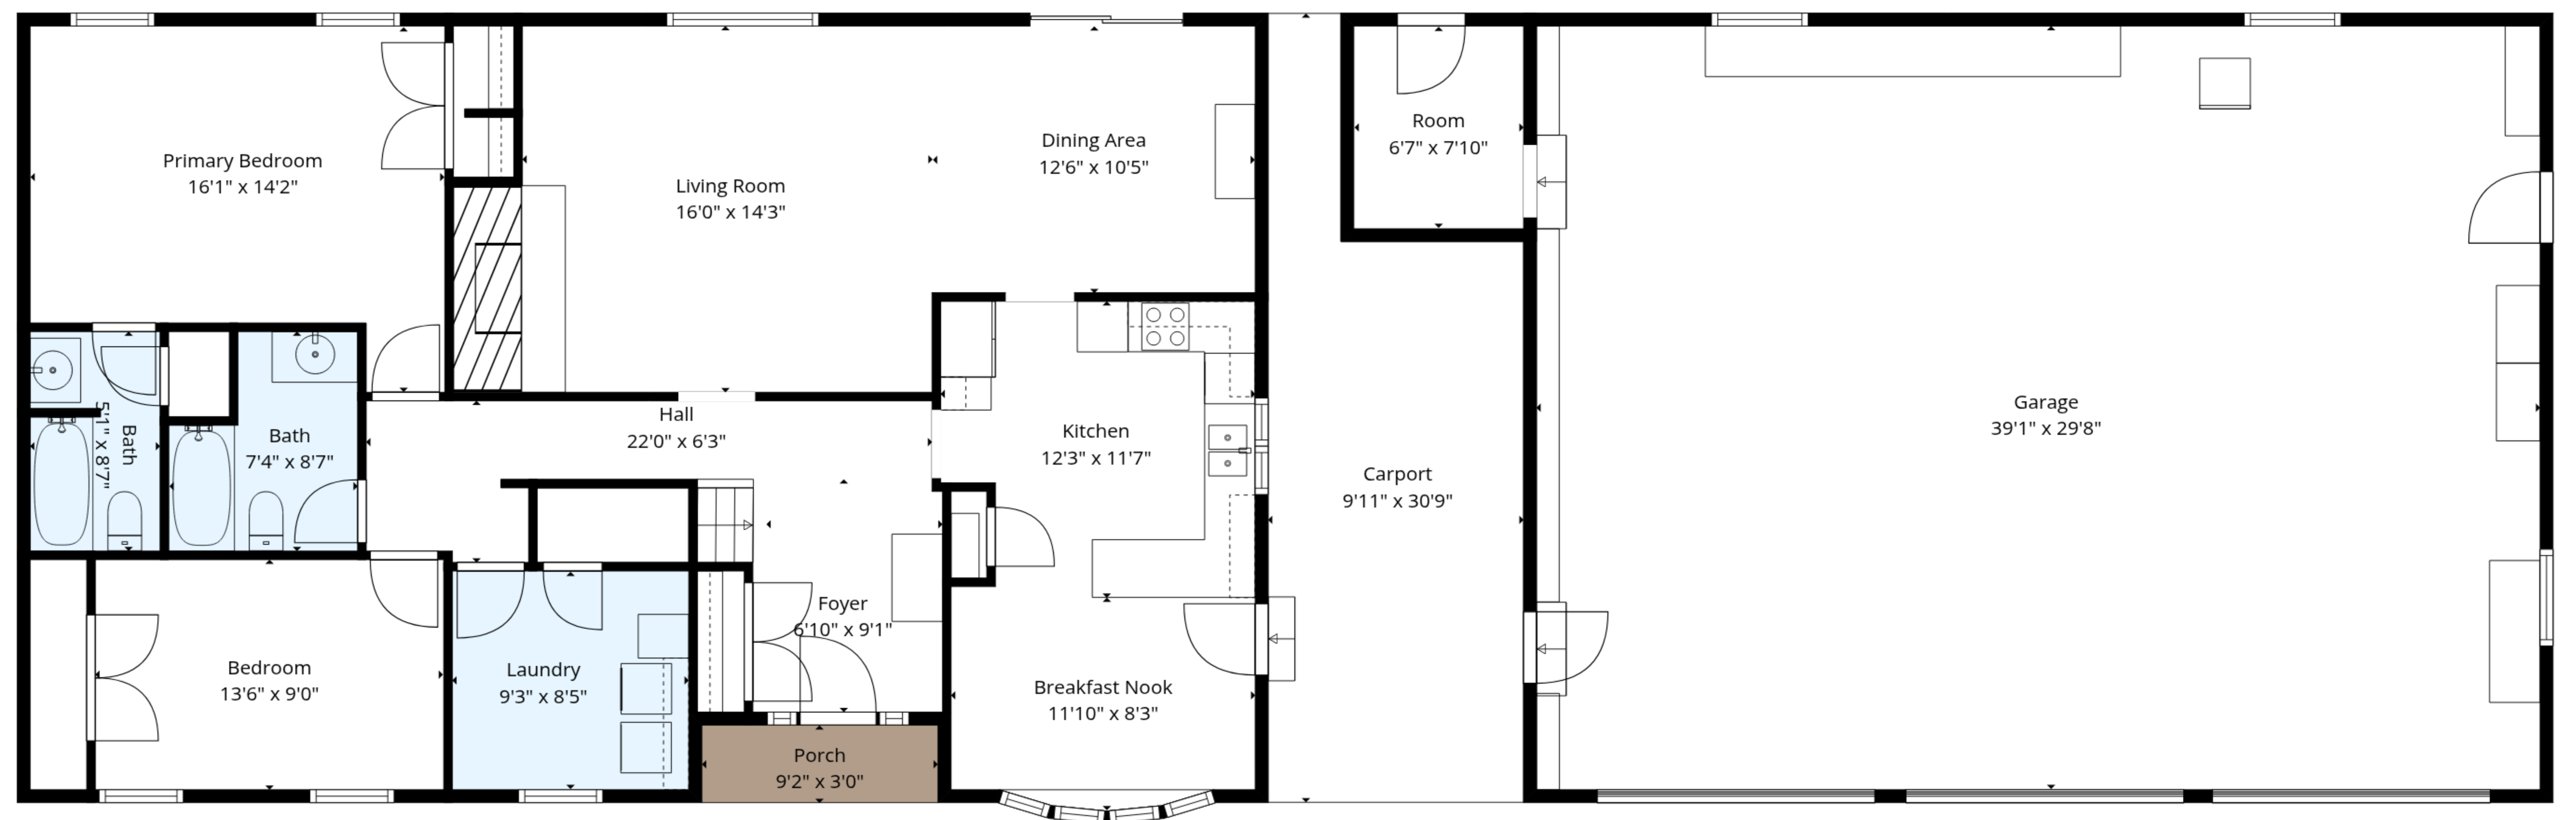 Primary Bedroom
16'1" x 14'2"
Living Room
16'0" x 14'3"
Dining Area
12'6" x 10'5"
Room
6'7" x 7'10"
Garage
39'1" x 29'8"
Hall
22'0" x 6'3"
Kitchen
12'3" x 11'7"
Carport
9'11" x 30'9"
Bath
5'1" x 8'7"
Bath
7'4" x 8'7"
Foyer
6'10" x 9'1"
Bedroom
13'6" x 9'0"
Laundry
9'3" x 8'5"
Breakfast Nook
11'10" x 8'3"
Porch
9'2" x 3'0"